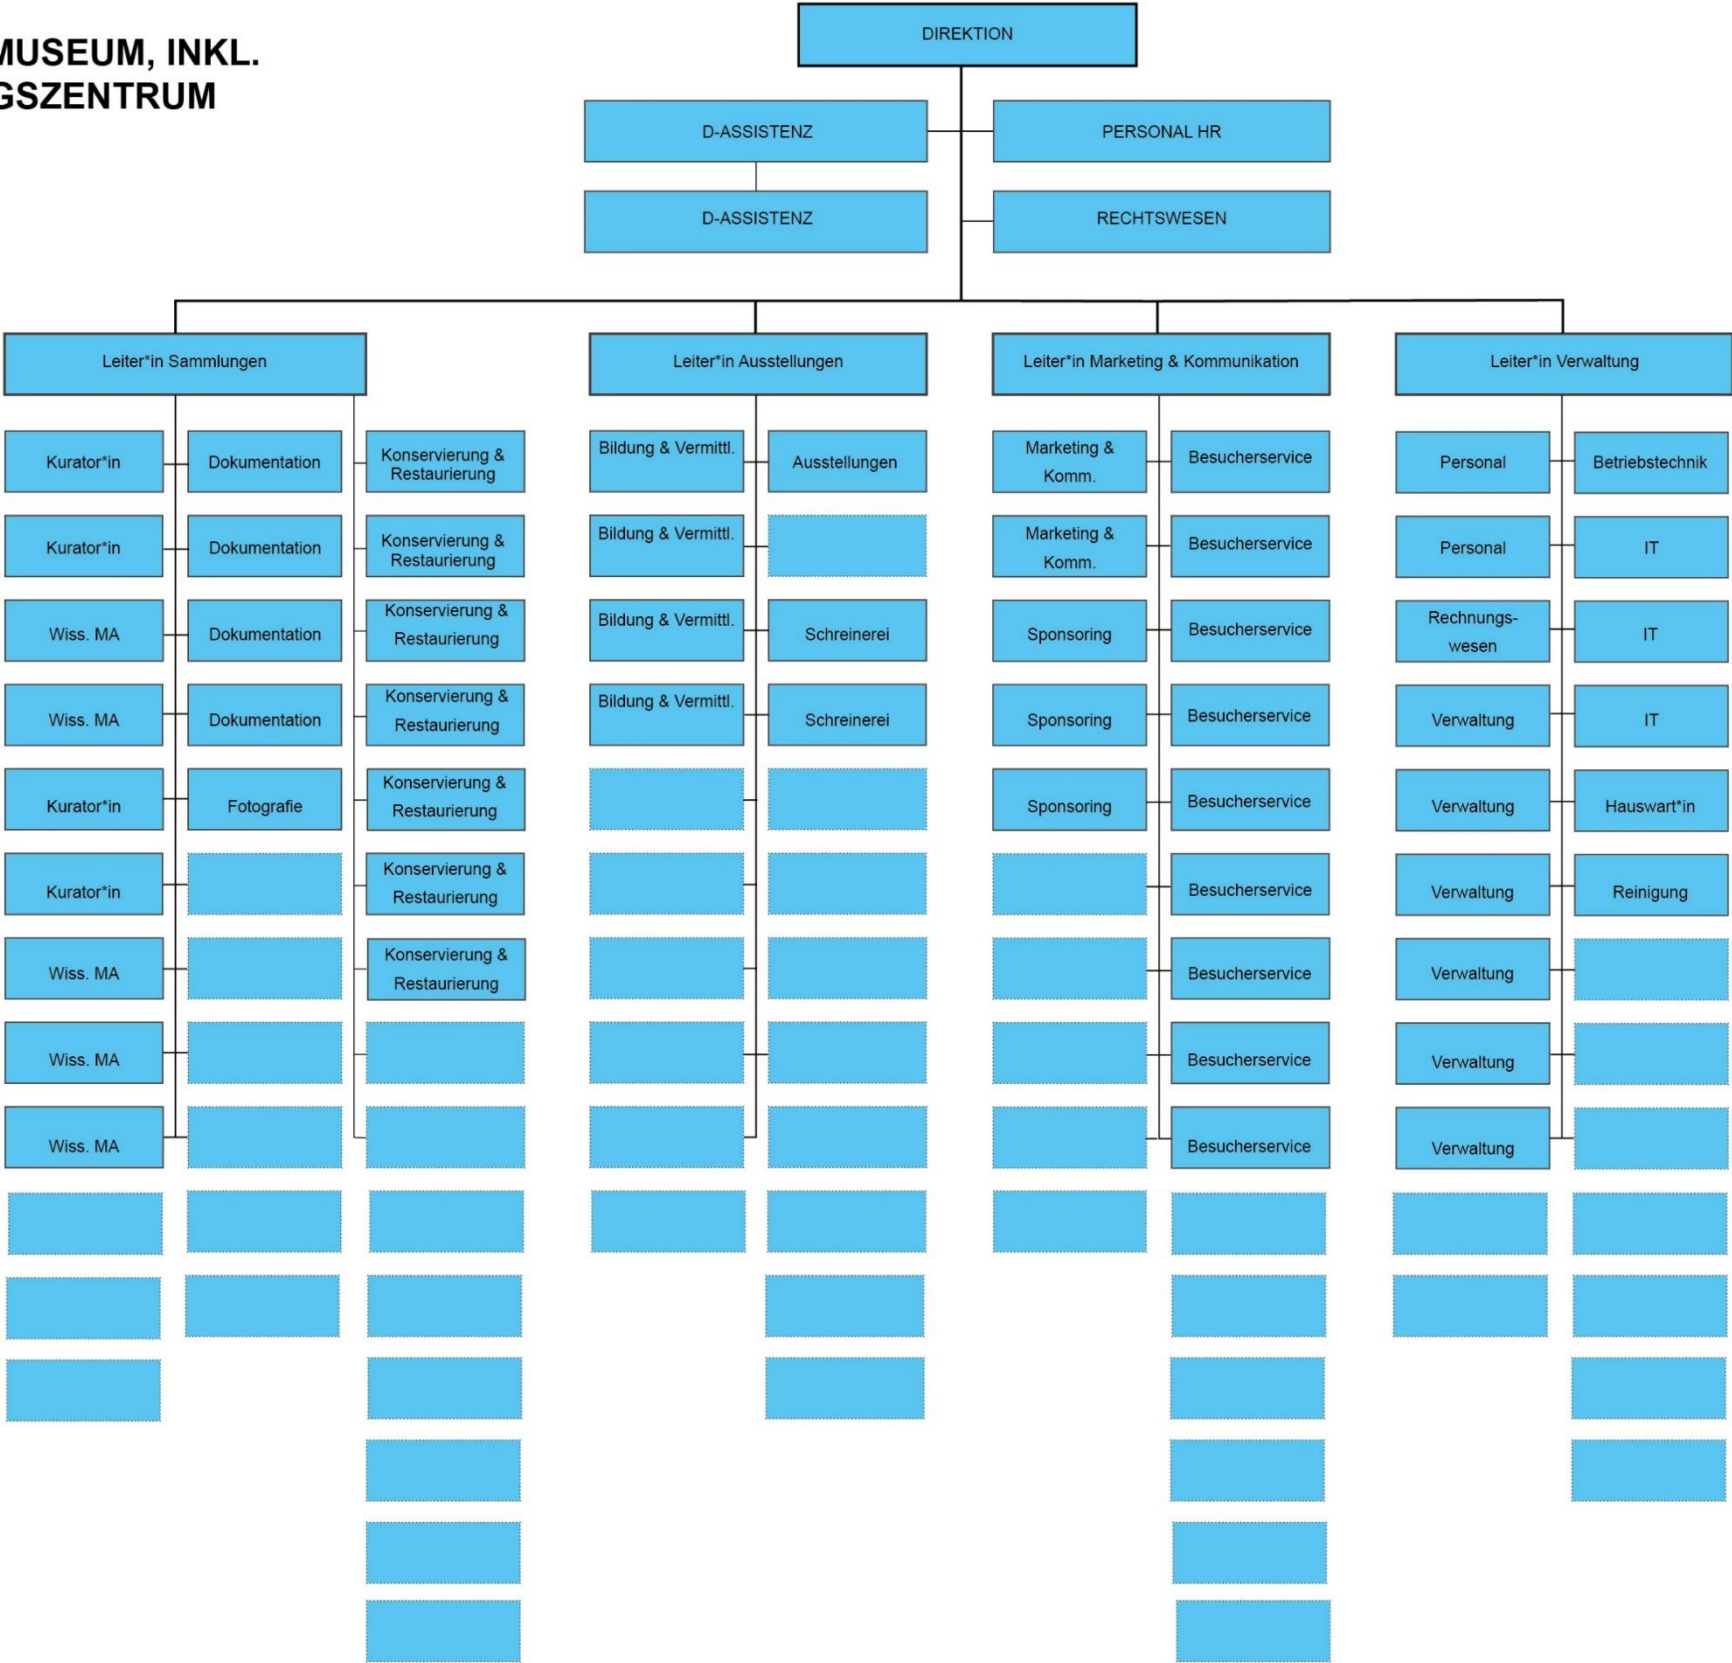 MUSEUM, INKL.
GSZENTRUM
DIREKTION
D-ASSISTENZ
PERSONAL HR
D-ASSISTENZ
RECHTSWESEN
Leiter*in Sammlungen
Kurator*in
Kurator*in
Wiss. MA
Wiss. MA
Kurator*in
Kurator*in
Wiss. MA
Wiss. MA
Wiss. MA
Dokumentation
Dokumentation
Dokumentation
Dokumentation
Fotografie
Konservierung &
Restaurierung
Konservierung &
Restaurierung
Konservierung &
Restaurierung
Konservierung &
Restaurierung
Konservierung &
Restaurierung
Konservierung &
Restaurierung
Konservierung &
Restaurierung
Leiter*in Ausstellungen
Bildung & Vermittl.
Bildung & Vermittl.
Bildung & Vermittl.
Bildung & Vermittl.
Ausstellungen
Schreinerei
Schreinerei
Leiter*in Marketing & Kommunikation
Marketing &
Komm.
Marketing &
Komm.
Sponsoring
Sponsoring
Sponsoring
Besucherservice
Besucherservice
Besucherservice
Besucherservice
Besucherservice
Besucherservice
Besucherservice
Besucherservice
Besucherservice
Leiter*in Verwaltung
Personal
Personal
Rechnungs-
wesen
Verwaltung
Verwaltung
Verwaltung
Verwaltung
Verwaltung
Verwaltung
Betriebstechnik
IT
IT
IT
Hauswart*in
Reinigung